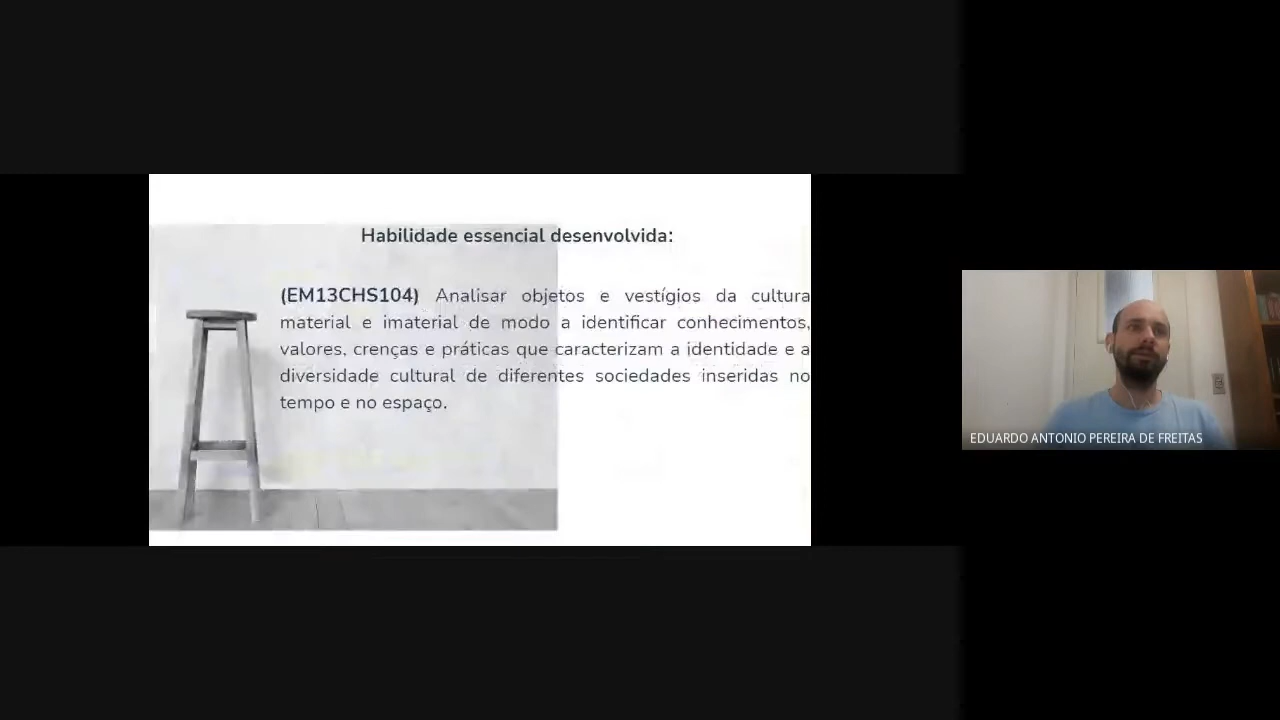 Habilidade essencial desenvolvida:
(EM13CHS104) Analisar objetos e vestígios da cultura
material e imaterial de modo a identificar conhecimentos,
valores, crenças e práticas que caracterizam a identidade e a
diversidade cultural de diferentes sociedades inseridas no
tempo e no espaço.
EDUARDO ANTONIO PEREIRA DE FREITAS